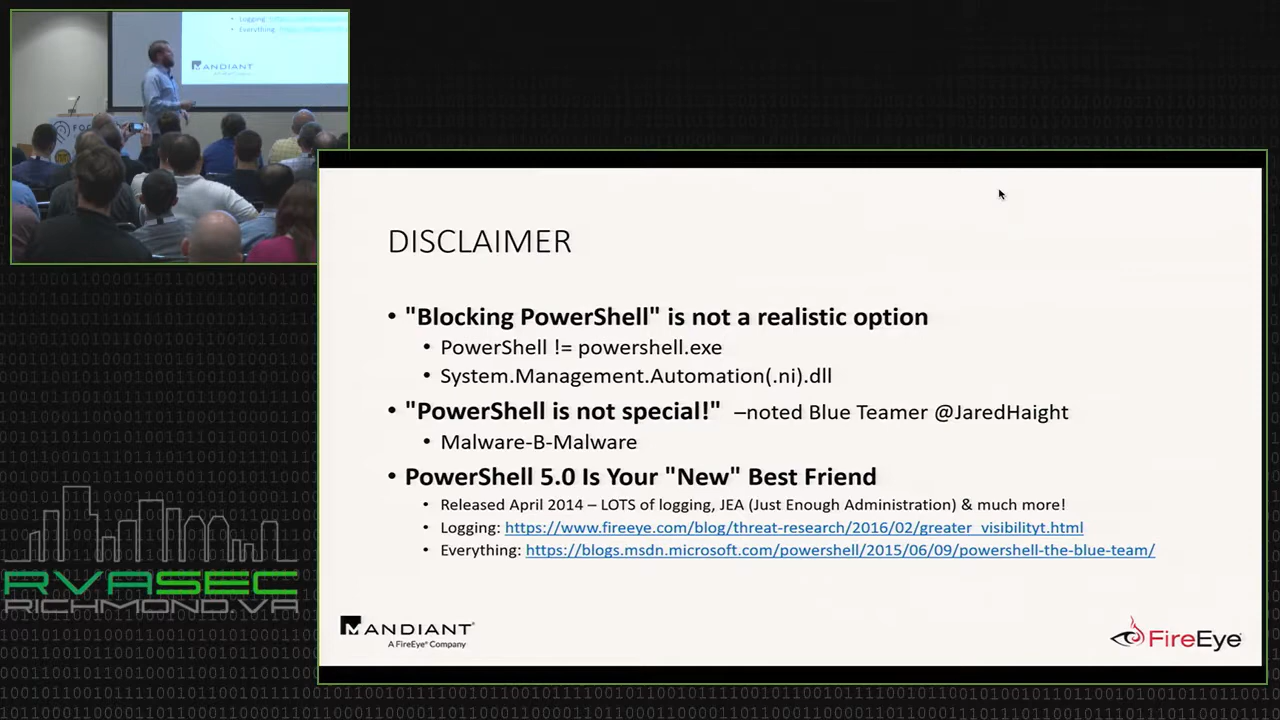 Logging:
Everything:
MANDIANT
DISCLAIMER
• "Blocking PowerShell" is not a realistic option
• PowerShell != powershell.exe
• System.Management.Automation(.ni).dll
• "PowerShell is not special!" –noted Blue Teamer @JaredHaight
• Malware-B-Malware
• PowerShell 5.0 Is Your "New" Best Friend
• Released April 2014 – LOTS of logging, JEA (Just Enough Administration) & much more!
• Logging: https://www.fireeye.com/blog/threat-research/2016/02/greater_visibilityt.html
• Everything: https://blogs.msdn.microsoft.com/powershell/2015/06/09/powershell-the-blue-team/
RVASEC
RICHMOND.VA
MANDIANT®
A FireEye® Company
FireEye